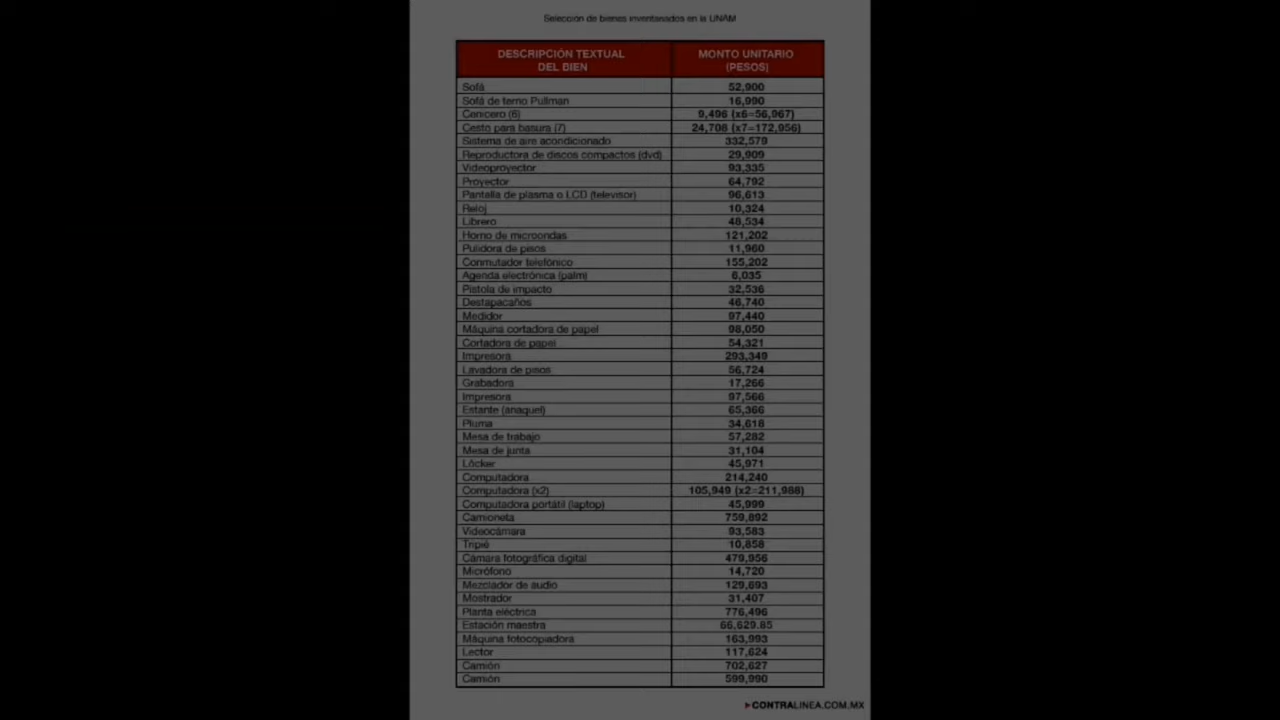 Selección de bienes inventariados en la UNAM
DESCRIPCIÓN TEXTUAL DEL BIEN MONTO UNITARIO (PESOS)
Sofá 52,900
Sofá de terno Pullman 16,990
Cenicero (6) 9,496 (x6=56,967)
Cesto para basura (7) 24,708 (x7=172,956)
Sistema de aire acondicionado 332,579
Reproductora de discos compactos (dvd) 29,909
Videoproyector 93,335
Proyector 64,792
Pantalla de plasma o LCD (televisor) 96,613
Reloj 10,324
Librero 48,534
Horno de microondas 121,202
Pulidora de pisos 11,960
Conmutador telefónico 155,202
Agenda electrónica (palm) 6,035
Pistola de impacto 32,536
Destapacaños 46,740
Medidor 97,440
Máquina cortadora de papel 98,050
Cortadora de papel 54,321
Impresora 293,349
Lavadora de pisos 56,724
Grabadora 17,266
Impresora 97,566
Estante (anaquel) 65,366
Pluma 34,618
Mesa de trabajo 57,282
Mesa de junta 31,104
Lócker 45,971
Computadora 214,240
Computadora (x2) 105,949 (x2=211,988)
Computadora portátil (laptop) 45,999
Camioneta 759,892
Videocámara 93,583
Tripié 10,858
Cámara fotográfica digital 479,956
Micrófono 14,720
Mezclador de audio 129,693
Mostrador 31,407
Planta eléctrica 776,496
Estación maestra 66,629.85
Máquina fotocopiadora 163,993
Lector 117,624
Camión 702,627
Camión 599,990
CONTRALINEA.COM.MX